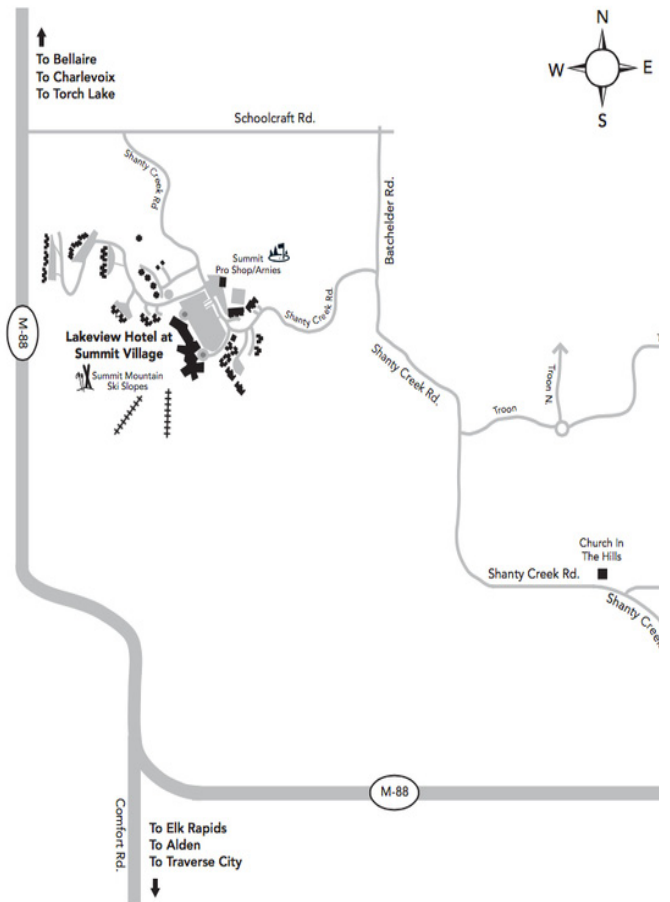 N
W E
S
To Bellaire
To Charlevoix
To Torch Lake
Schoolcraft Rd.
Shanty Creek Rd
Batchelder Rd.
Summit
Pro Shop/Arnies
Shanty Creek Rd.
M-88
Lakeview Hotel at
Summit Village
Summit Mountain
Ski Slopes
Shanty Creek Rd.
Troon N.
Troon
Church In
The Hills
Shanty Creek Rd.
Shanty Creek
M-88
Comfort Rd.
To Elk Rapids
To Alden
To Traverse City